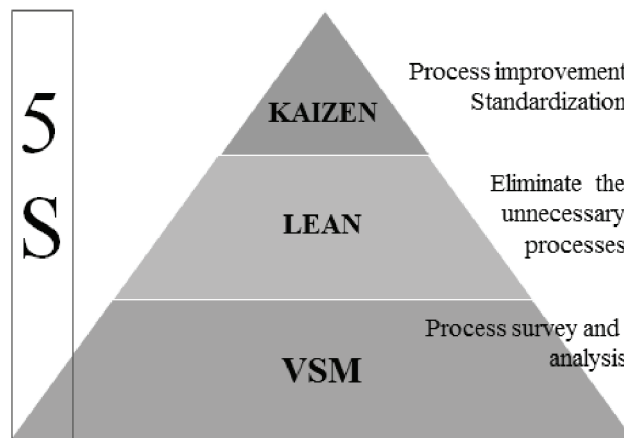 5
S
KAIZEN
Process improvement
Standardization
LEAN
Eliminate the
unnecessary
processes
VSM
Process survey and
analysis